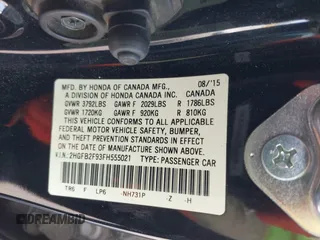 MFD. BY HONDA OF CANADA MFG., 08/'15
A DIVISION OF HONDA CANADA INC. CANADA
GVWR 3792LBS GAWR F 2029LBS R 1786LBS
GVWR 1720KG GAWR F 920KG R 810KG
THIS VEHICLE CONFORMS TO ALL APPLICABLE
FEDERAL MOTOR VEHICLE SAFETY, BUMPER,
AND THEFT PREVENTION STANDARDS IN EFFECT
ON THE DATE OF MANUFACTURE SHOWN ABOVE.
V.I.N.: 2HGFB2F93FH555021 TYPE: PASSENGER CAR
TR6 F LP6 -NH731P -Z -H
DREAMBID